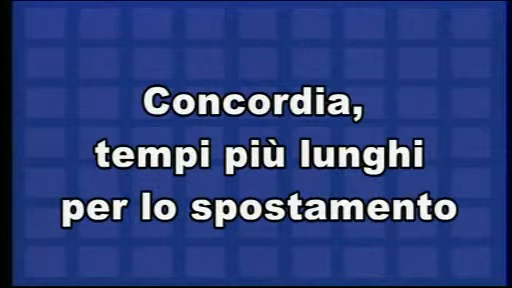 Concordia,
tempi più lunghi
per lo spostamento